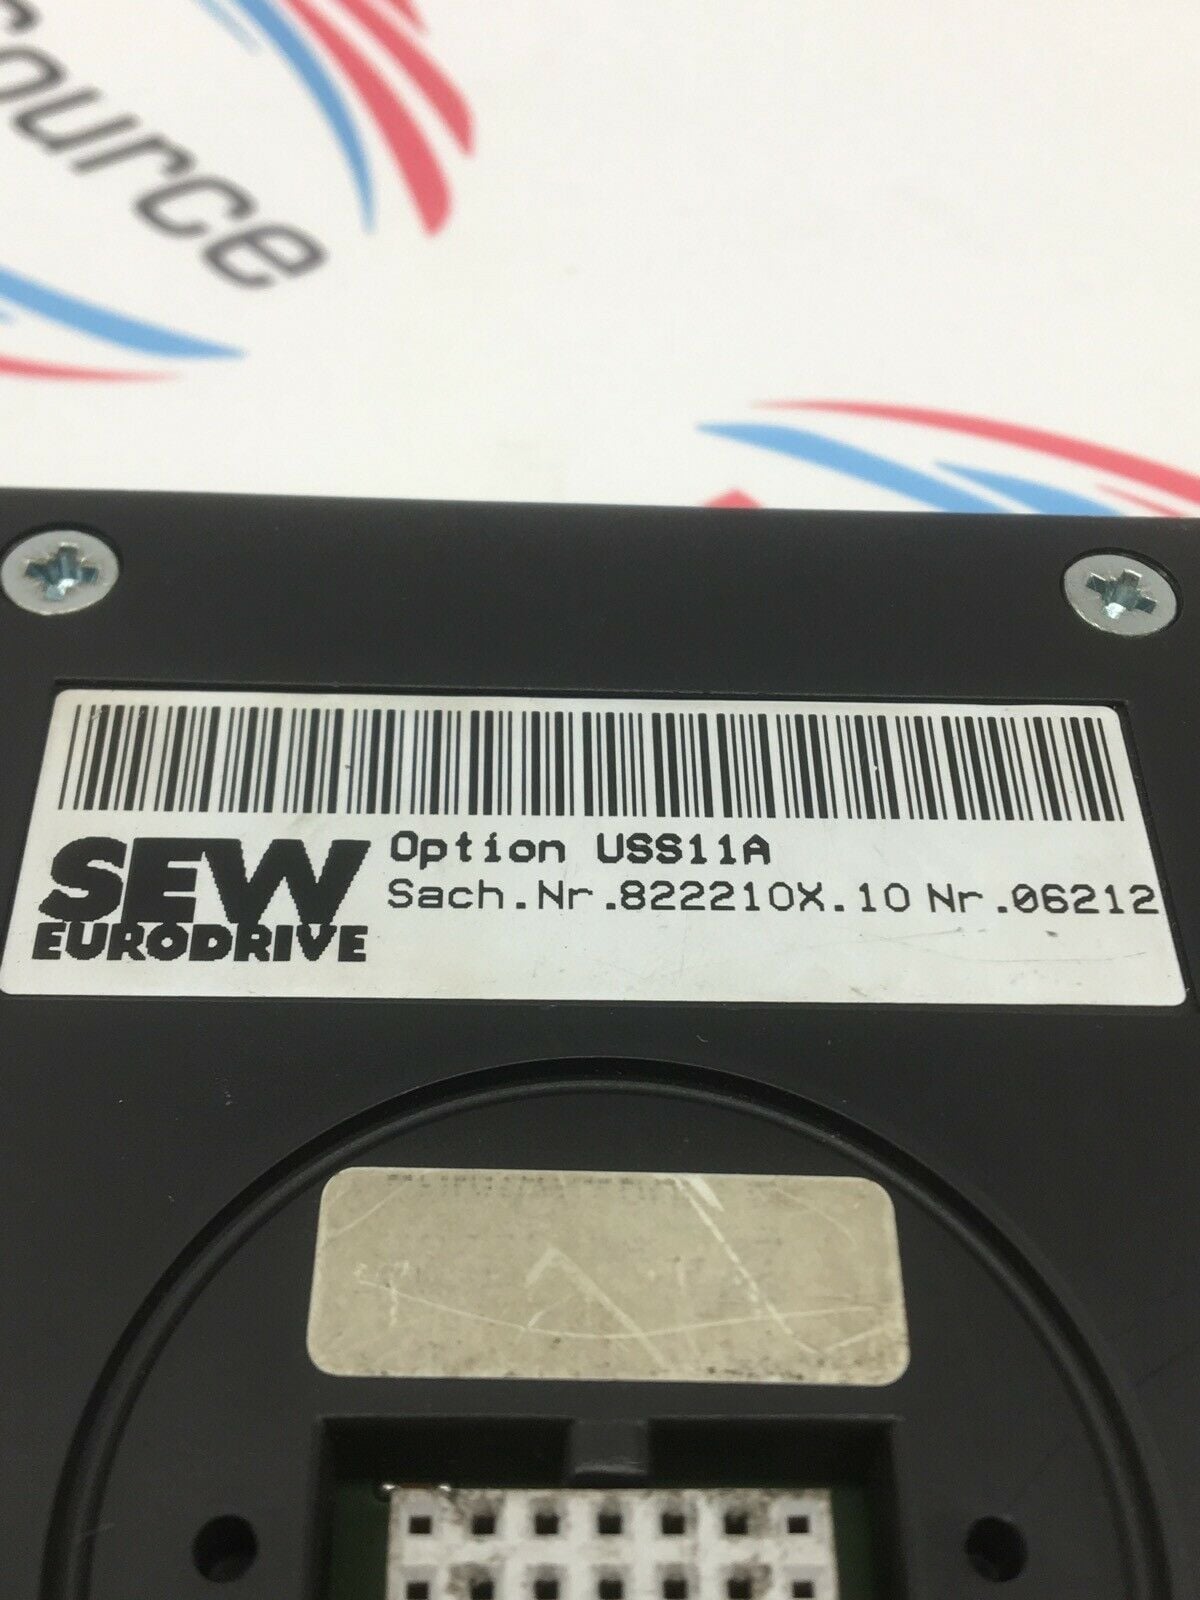 ource
SEW
EURODRIVE
Option USS11A
Sach.Nr.822210X.10 Nr.06212